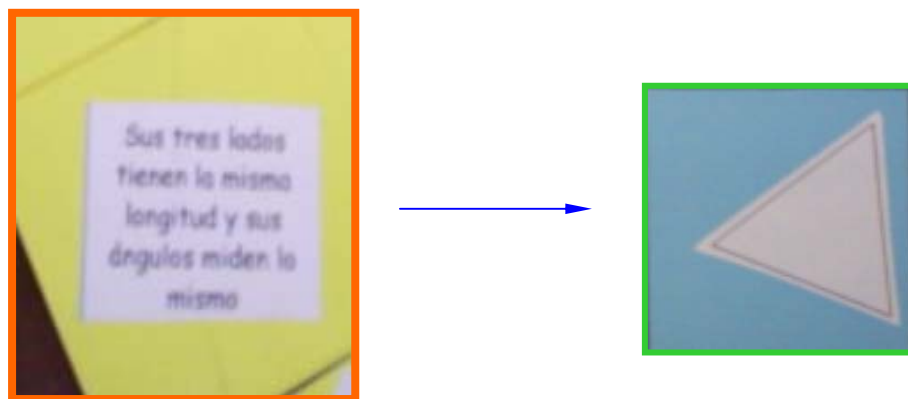 Sus tres lados
tienen la misma
longitud y sus
ángulos miden lo
mismo